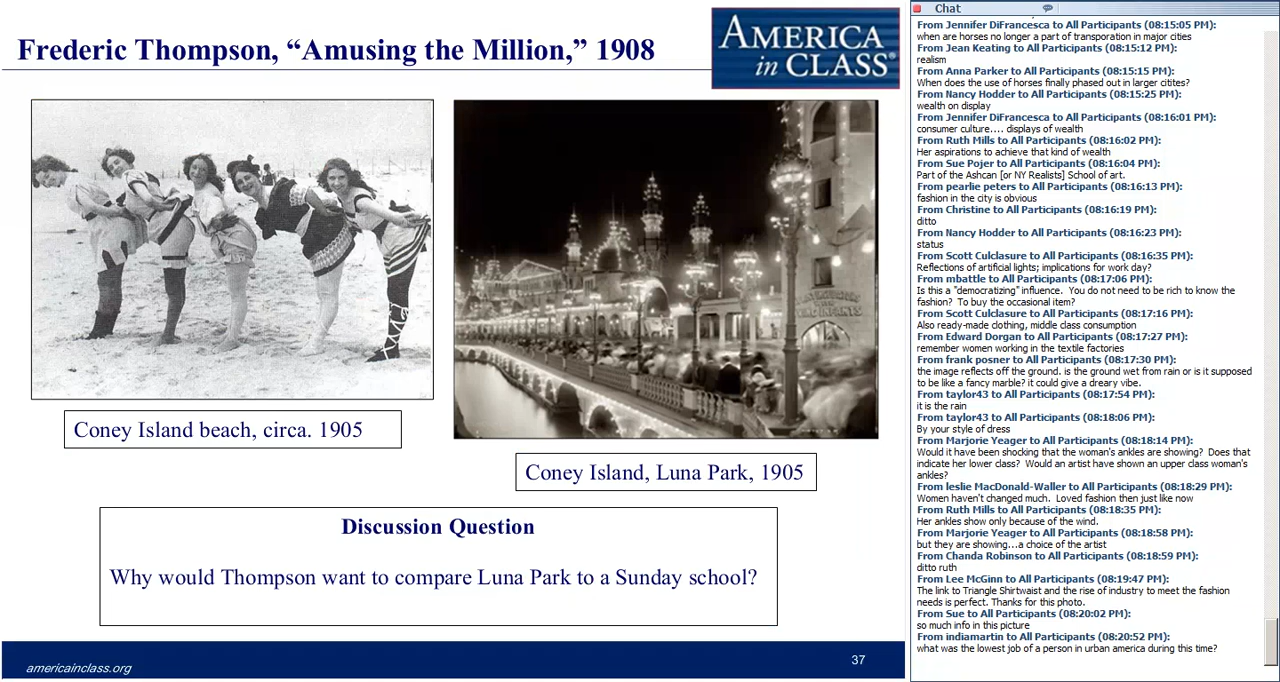 Frederic Thompson, “Amusing the Million,” 1908
AMERICA
in CLASS®
Coney Island beach, circa. 1905
Coney Island, Luna Park, 1905
Discussion Question
Why would Thompson want to compare Luna Park to a Sunday school?
americainclass.org
37
Chat
From Jennifer DiFrancesca to All Participants (08:15:05 PM):
when are horses no longer a part of transporation in major cities
From Jean Keating to All Participants (08:15:12 PM):
realism
From Anna Parker to All Participants (08:15:15 PM):
When does the use of horses finally phased out in larger citites?
From Nancy Hodder to All Participants (08:15:25 PM):
wealth on display
From Jennifer DiFrancesca to All Participants (08:16:01 PM):
consumer culture.... displays of wealth
From Ruth Mills to All Participants (08:16:02 PM):
Her aspirations to achieve that kind of wealth
From Sue Pojer to All Participants (08:16:04 PM):
Part of the Ashcan [or NY Realists] School of art.
From pearlie peters to All Participants (08:16:13 PM):
fashion in the city is obvious
From Christine to All Participants (08:16:19 PM):
ditto
From Nancy Hodder to All Participants (08:16:23 PM):
status
From Scott Culclasure to All Participants (08:16:35 PM):
Reflections of artificial lights; implications for work day?
From mbattle to All Participants (08:17:06 PM):
Is this a "democratizing" influence.  You do not need to be rich to know the
fashion?  To buy the occasional item?
From Scott Culclasure to All Participants (08:17:16 PM):
Also ready-made clothing, middle class consumption
From Edward Dorgan to All Participants (08:17:27 PM):
remember women working in the textile factories
From frank posner to All Participants (08:17:30 PM):
the image reflects off the ground. is the ground wet from rain or is it supposed
to be like a fancy marble? it could give a dreary vibe.
From taylor43 to All Participants (08:17:54 PM):
it is the rain
From taylor43 to All Participants (08:18:06 PM):
By your style of dress
From Marjorie Yeager to All Participants (08:18:14 PM):
Would it have been shocking that the woman's ankles are showing?  Does that
indicate her lower class?  Would an artist have shown an upper class woman's
ankles?
From leslie MacDonald-Waller to All Participants (08:18:29 PM):
Women haven't changed much.  Loved fashion then just like now
From Ruth Mills to All Participants (08:18:35 PM):
Her ankles show only because of the wind.
From Marjorie Yeager to All Participants (08:18:58 PM):
but they are showing...a choice of the artist
From Chanda Robinson to All Participants (08:18:59 PM):
ditto ruth
From Lee McGinn to All Participants (08:19:47 PM):
The link to Triangle Shirtwaist and the rise of industry to meet the fashion
needs is perfect. Thanks for this photo.
From Sue to All Participants (08:20:02 PM):
so much info in this picture
From indiamartin to All Participants (08:20:52 PM):
what was the lowest job of a person in urban america during this time?